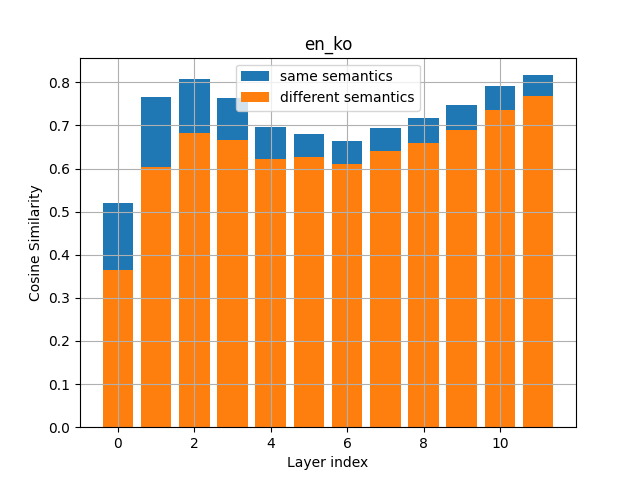 en_ko
same semantics
different semantics
Cosine Similarity
0.8
0.7
0.6
0.5
0.4
0.3
0.2
0.1
0.0
0 2 4 6 8 10
Layer index